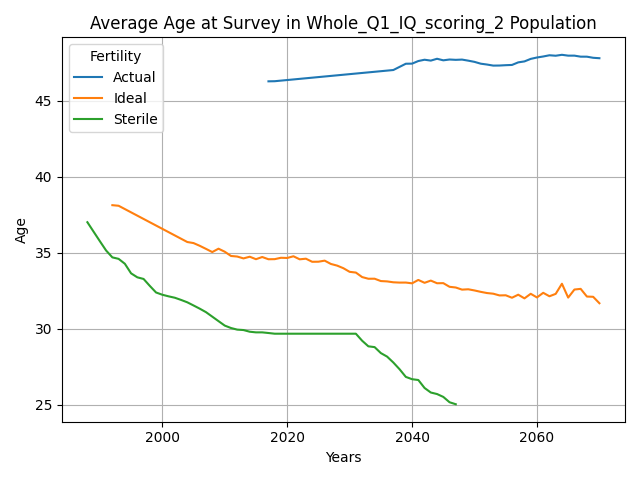 Average Age at Survey in Whole_Q1_IQ_scoring_2 Population
Fertility
Actual
Ideal
Sterile
Age
45
40
35
30
25
2000
2020
2040
2060
Years